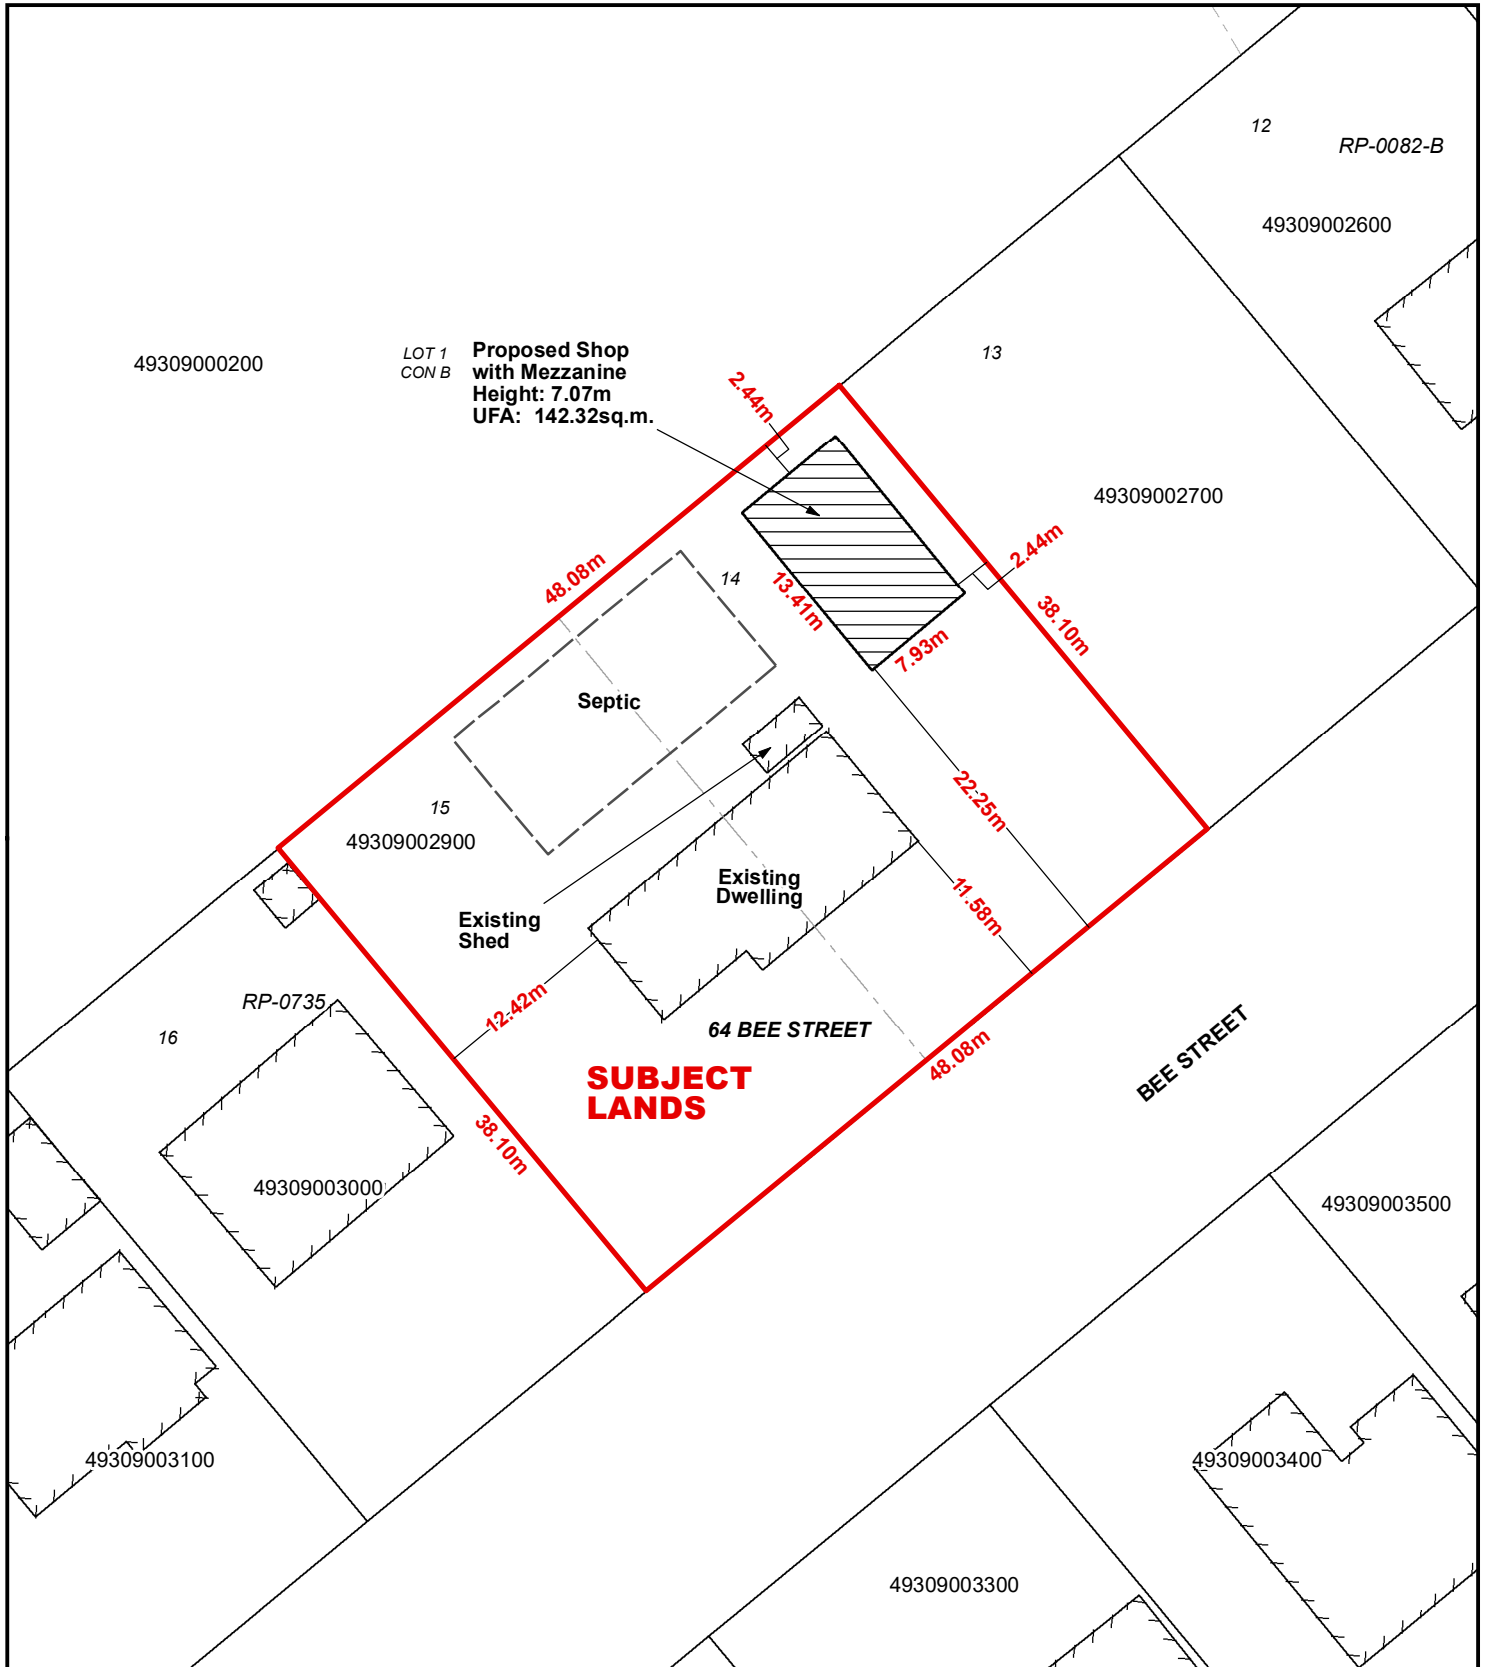 12
RP-0082-B
49309002600
LOT 1
CON B
49309000200
Proposed Shop
with Mezzanine
Height: 7.07m
UFA: 142.32sq.m.
13
2.44m
49309002700
2.44m
48.08m
14
13.41m
38.10m
7.93m
Septic
22.25m
15
49309002900
Existing
Dwelling
11.58m
Existing
Shed
12.42m
RP-0735
16
64 BEE STREET
48.08m
BEE STREET
SUBJECT
LANDS
38.10m
49309003000
49309003500
49309003100
49309003400
49309003300